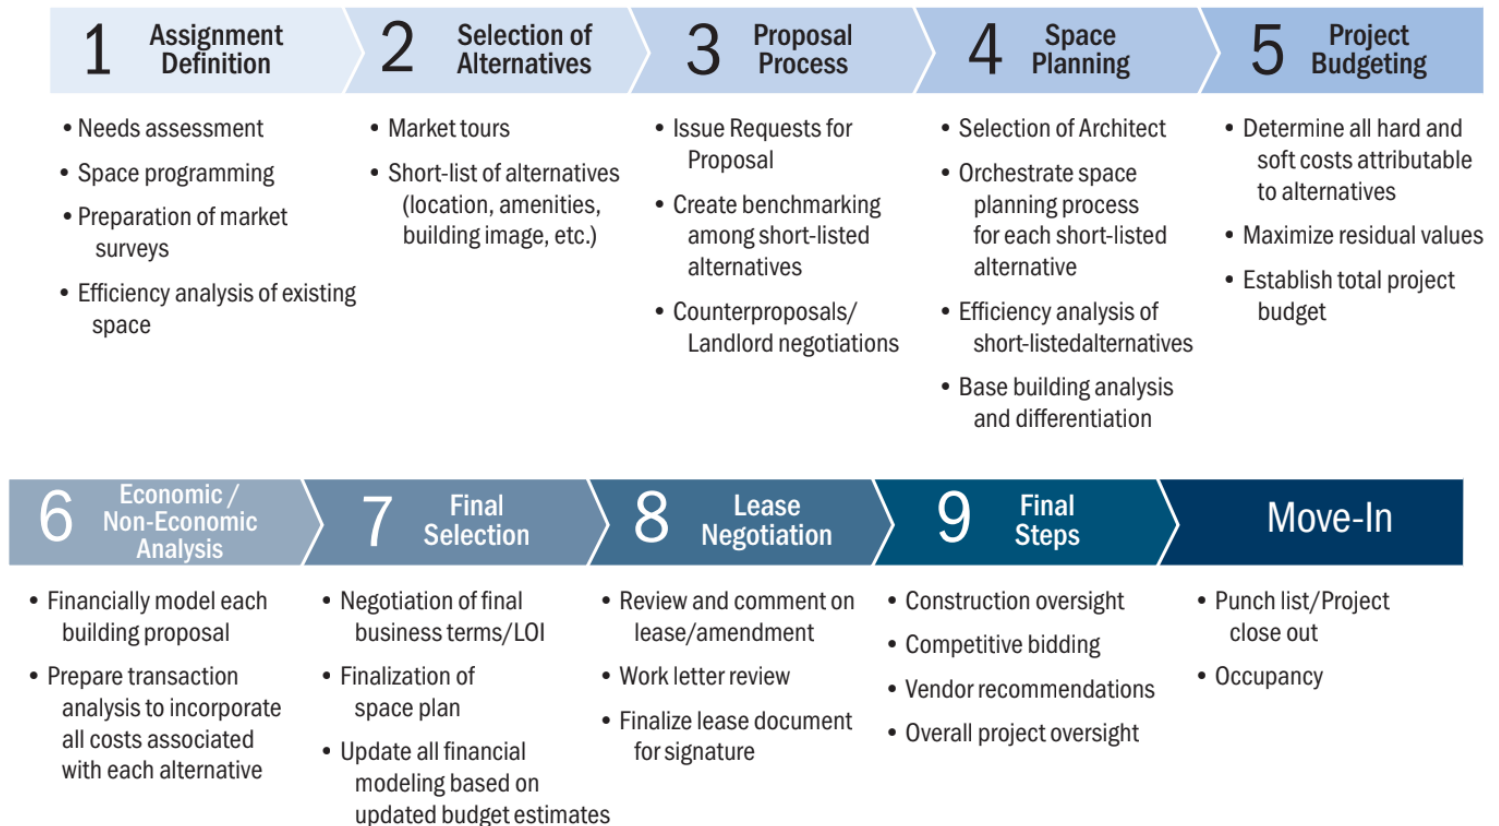 1 Assignment
Definition
• Needs assessment
• Space programming
• Preparation of market
surveys
• Efficiency analysis of existing
space
2 Selection of
Alternatives
• Market tours
• Short-list of alternatives
(location, amenities,
building image, etc.)
3 Proposal
Process
• Issue Requests for
Proposal
• Create benchmarking
among short-listed
alternatives
• Counterproposals/
Landlord negotiations
4 Space
Planning
• Selection of Architect
• Orchestrate space
planning process
for each short-listed
alternative
• Efficiency analysis of
short-listedalternatives
• Base building analysis
and differentiation
5 Project
Budgeting
• Determine all hard and
soft costs attributable
to alternatives
• Maximize residual values
• Establish total project
budget
6 Economic /
Non-Economic
Analysis
• Financially model each
building proposal
• Prepare transaction
analysis to incorporate
all costs associated
with each alternative
7 Final
Selection
• Negotiation of final
business terms/LOI
• Finalization of
space plan
• Update all financial
modeling based on
updated budget estimates
8 Lease
Negotiation
• Review and comment on
lease/amendment
• Work letter review
• Finalize lease document
for signature
9 Final
Steps
• Construction oversight
• Competitive bidding
• Vendor recommendations
• Overall project oversight
Move-In
• Punch list/Project
close out
• Occupancy